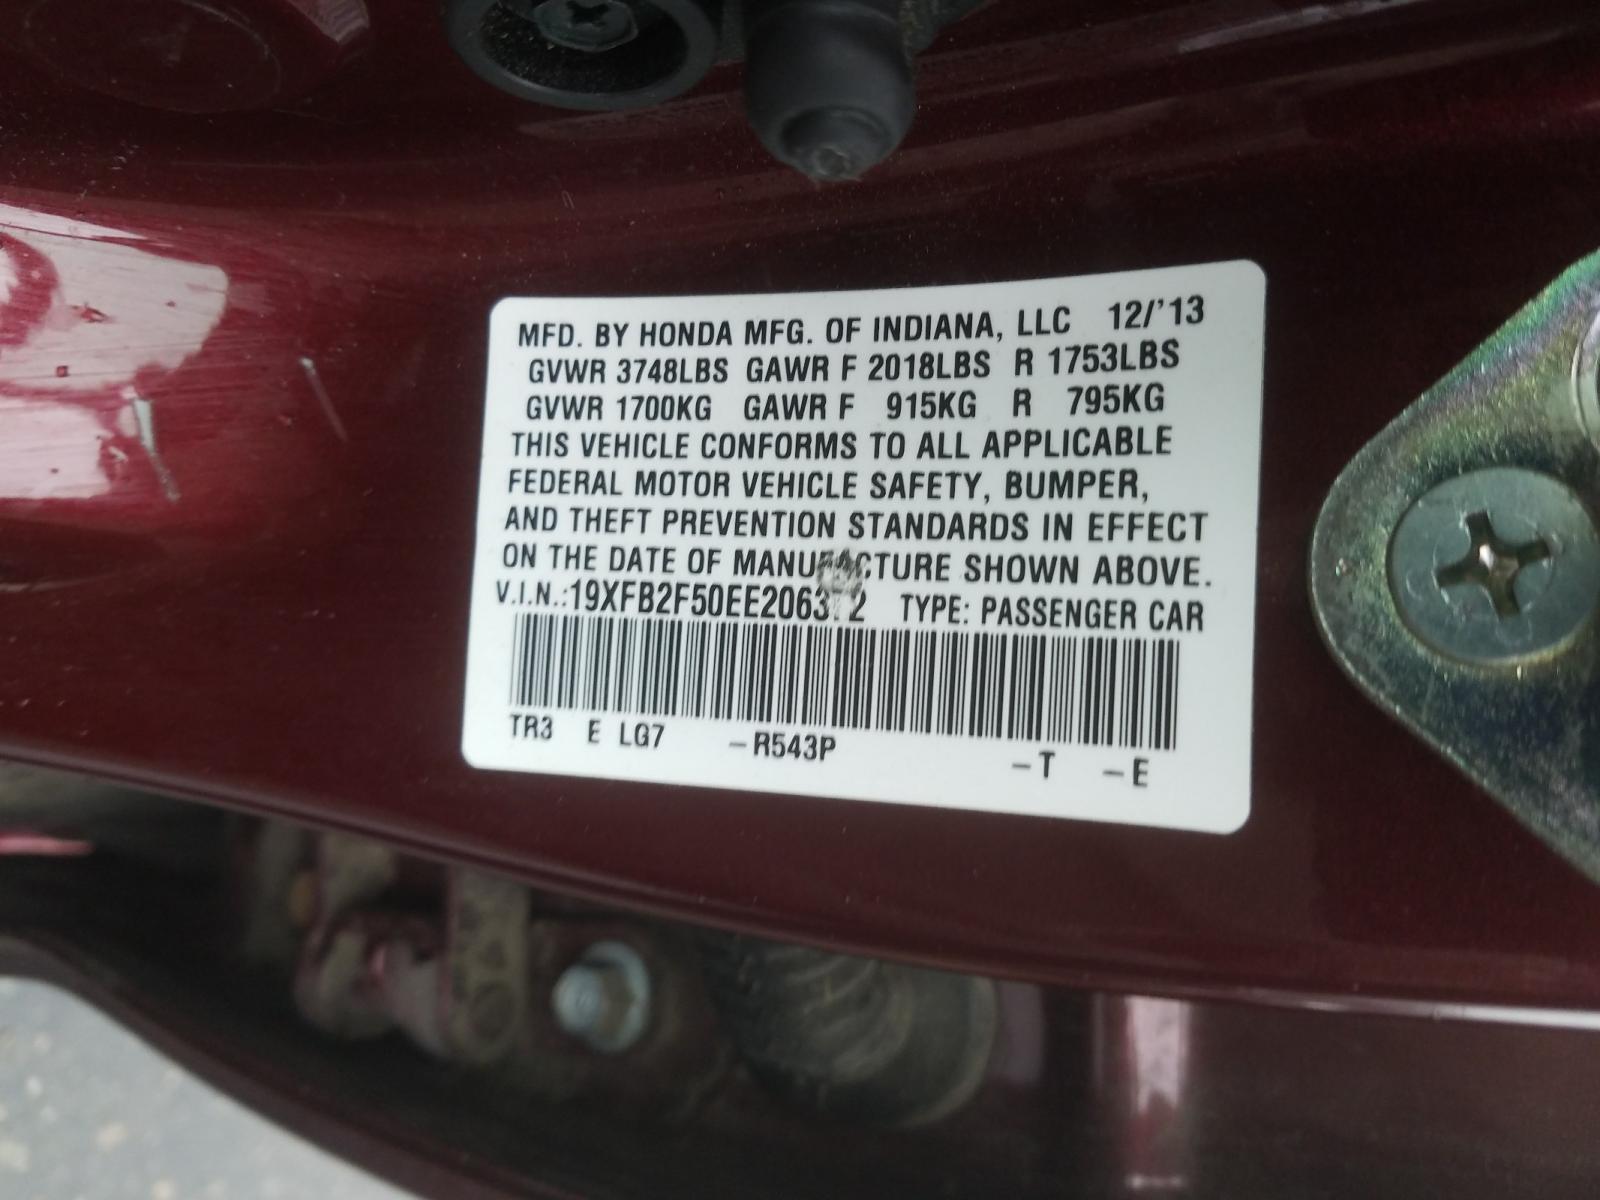 MFD. BY HONDA MFG. OF INDIANA, LLC 12/'13
GVWR 3748LBS GAWR F 2018LBS R 1753LBS
GVWR 1700KG GAWR F 915KG R 795KG
THIS VEHICLE CONFORMS TO ALL APPLICABLE
FEDERAL MOTOR VEHICLE SAFETY, BUMPER,
AND THEFT PREVENTION STANDARDS IN EFFECT
ON THE DATE OF MANUFACTURE SHOWN ABOVE.
V.I.N.: TYPE: PASSENGER CAR
TR3 E LG7 -R543P -T -E